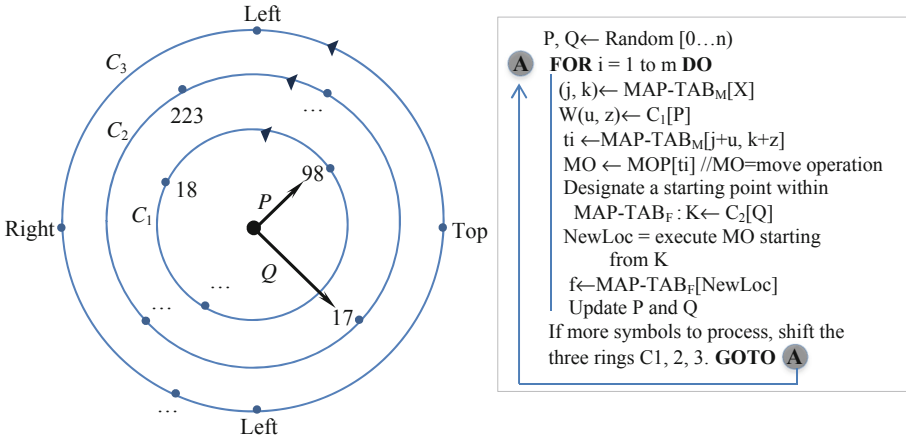 Left
C3
C2
223
...
C1
18
98
P
Right
Top
Q
...
...
17
...
Left
P, Q← Random [0…n)
A FOR i = 1 to m DO
(j, k)← MAP-TABM[X]
W(u, z)← C1[P]
ti ←MAP-TABM[j+u, k+z]
MO ← MOP[ti] //MO=move operation
Designate a starting point within
MAP-TABF : K← C2[Q]
NewLoc = execute MO starting
from K
f←MAP-TABF[NewLoc]
Update P and Q
If more symbols to process, shift the
three rings C1, 2, 3. GOTO A